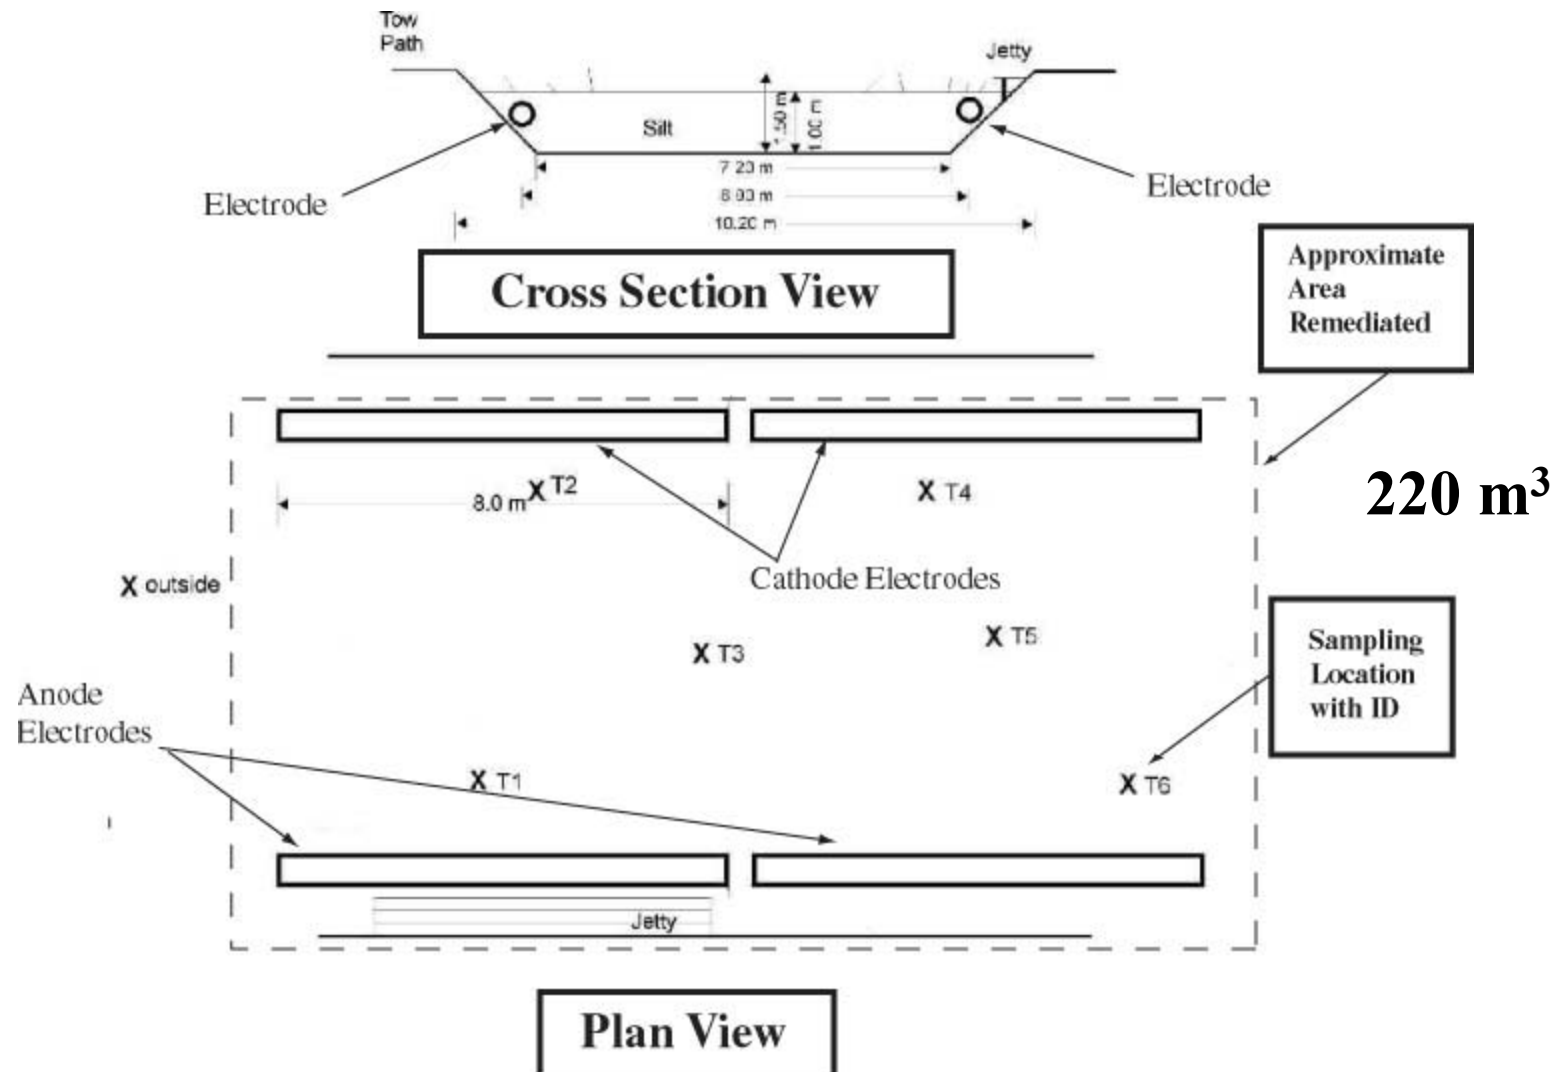 Tow
Path
Jetty
Silt
1.50 m
1.00 m
7.20 m
10.20 m
Electrode
Electrode
Cross Section View
Approximate
Area
Remediated
8.0 m
X T2
X T4
220 m³
X outside
Cathode Electrodes
X T3
X T5
Sampling
Location
with ID
Anode
Electrodes
X T1
X T6
Jetty
Plan View